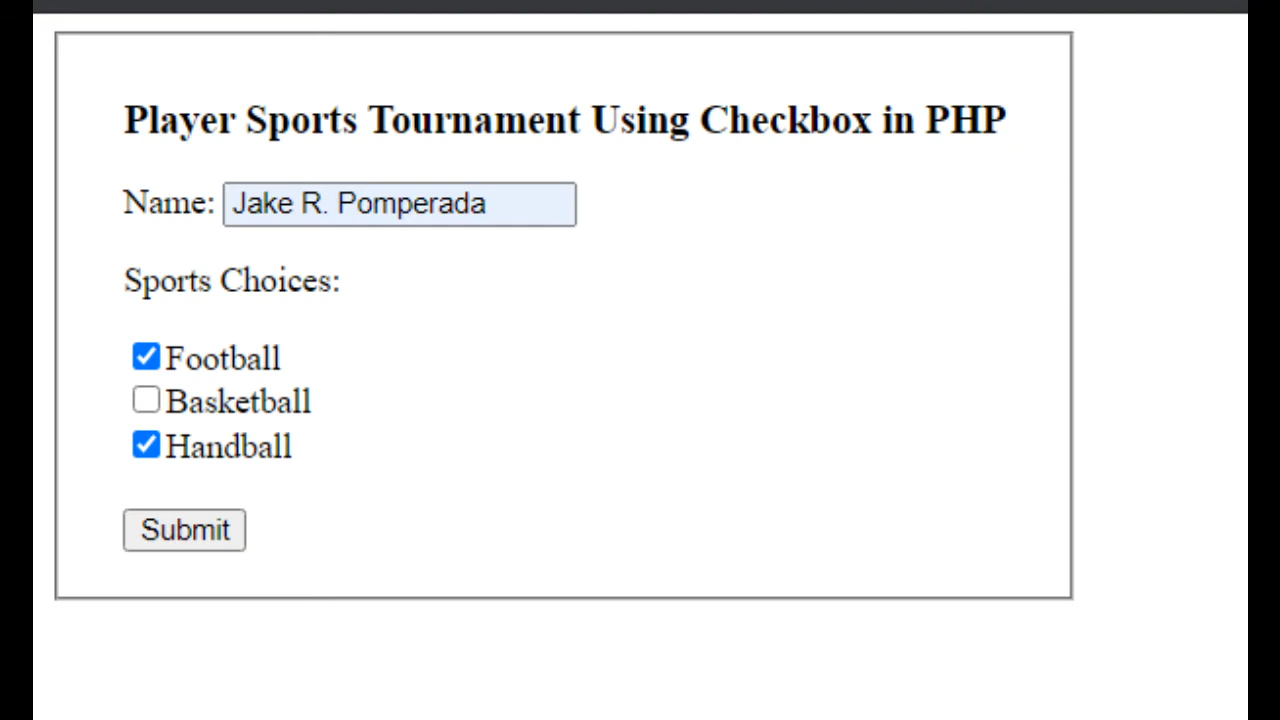 Player Sports Tournament Using Checkbox in PHP
Name: Jake R. Pomperada
Sports Choices:
Football
Basketball
Handball
Submit